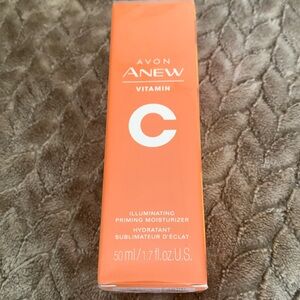 AVON
ANEW
VITAMIN
C
ILLUMINATING
PRIMING MOISTURIZER
HYDRATANT
SUBLIMATEUR D'ÉCLAT
50 ml / 1.7 fl.oz.U.S.